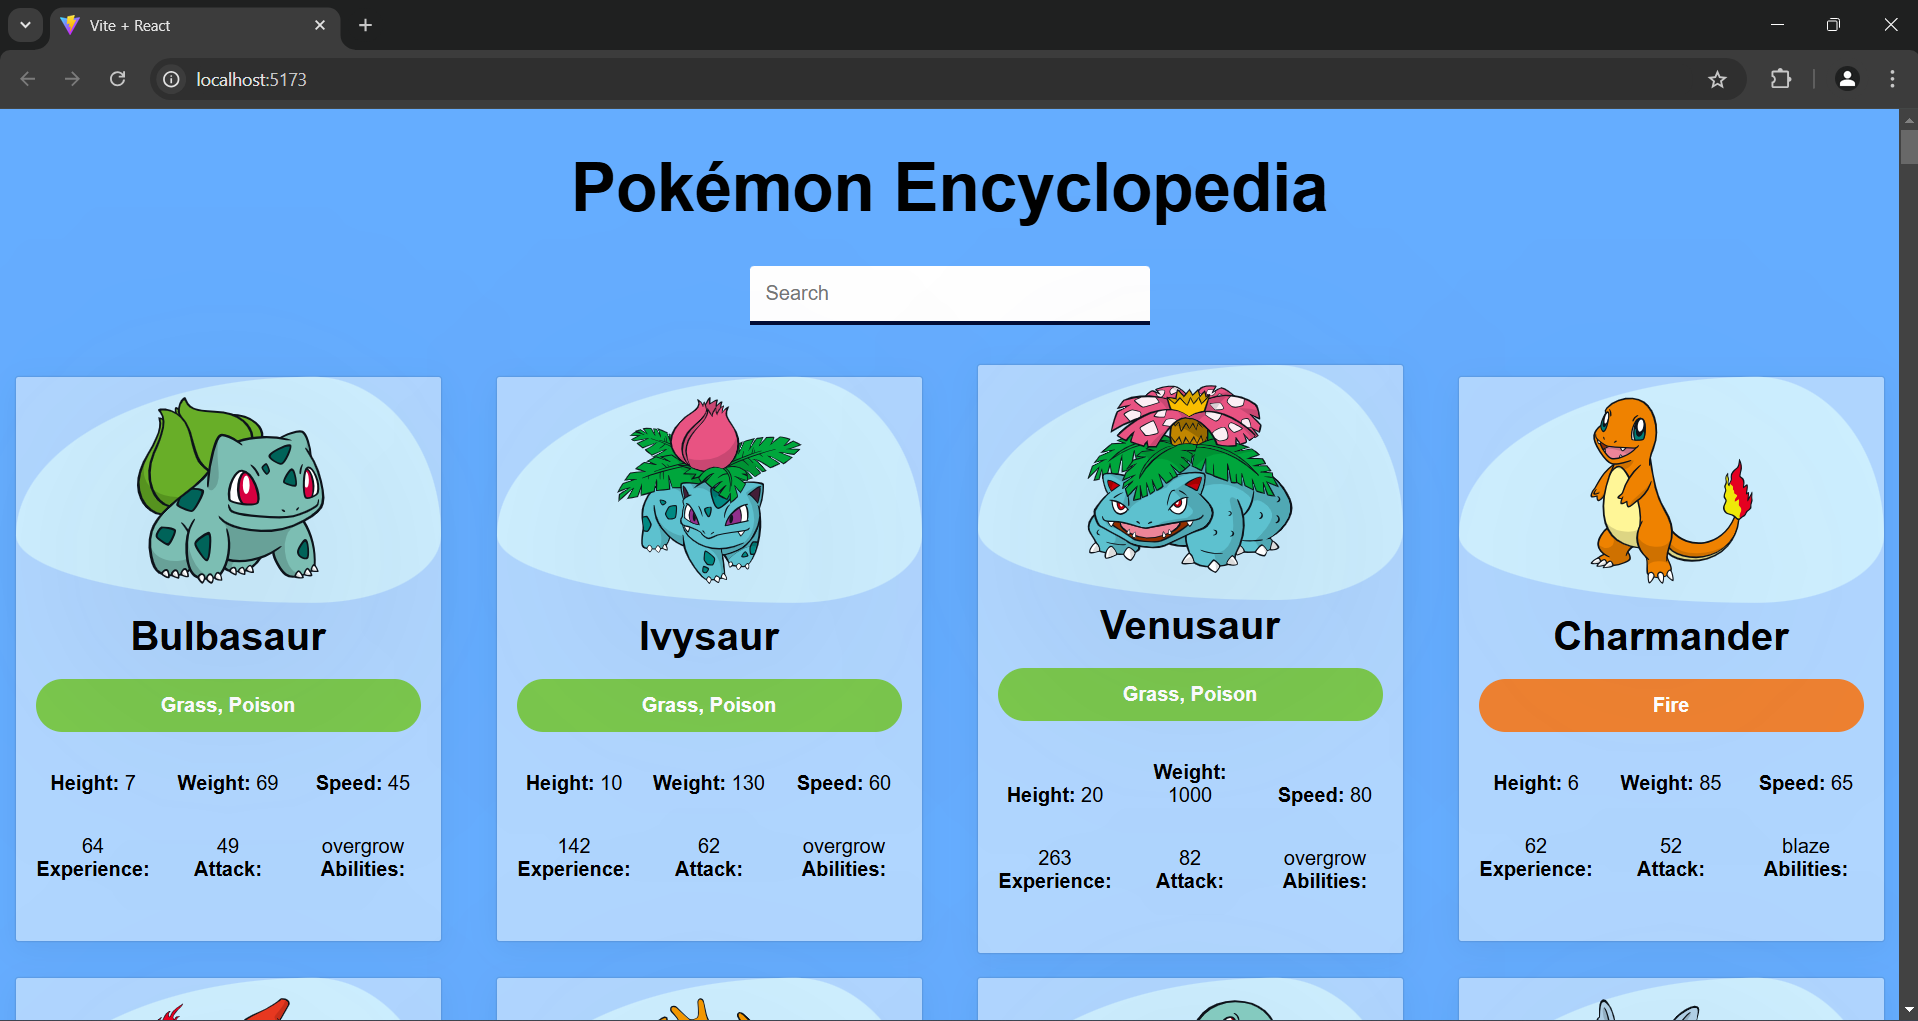 Vite + React
localhost:5173
Pokémon Encyclopedia
Search
Bulbasaur
Grass, Poison
Height: 7 Weight: 69 Speed: 45
64 49 overgrow
Experience: Attack: Abilities:
Ivysaur
Grass, Poison
Height: 10 Weight: 130 Speed: 60
142 62 overgrow
Experience: Attack: Abilities:
Venusaur
Grass, Poison
Weight:
Height: 20 1000 Speed: 80
263 82 overgrow
Experience: Attack: Abilities:
Charmander
Fire
Height: 6 Weight: 85 Speed: 65
62 52 blaze
Experience: Attack: Abilities: